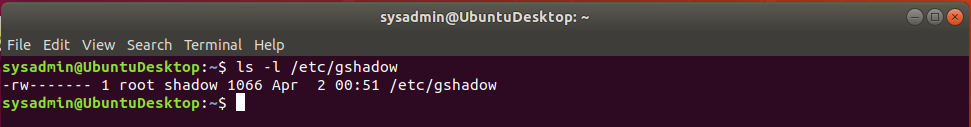 sysadmin@UbuntuDesktop: ~
File Edit View Search Terminal Help
sysadmin@UbuntuDesktop:~$ ls -l /etc/gshadow
-rw------- 1 root shadow 1066 Apr  2 00:51 /etc/gshadow
sysadmin@UbuntuDesktop:~$